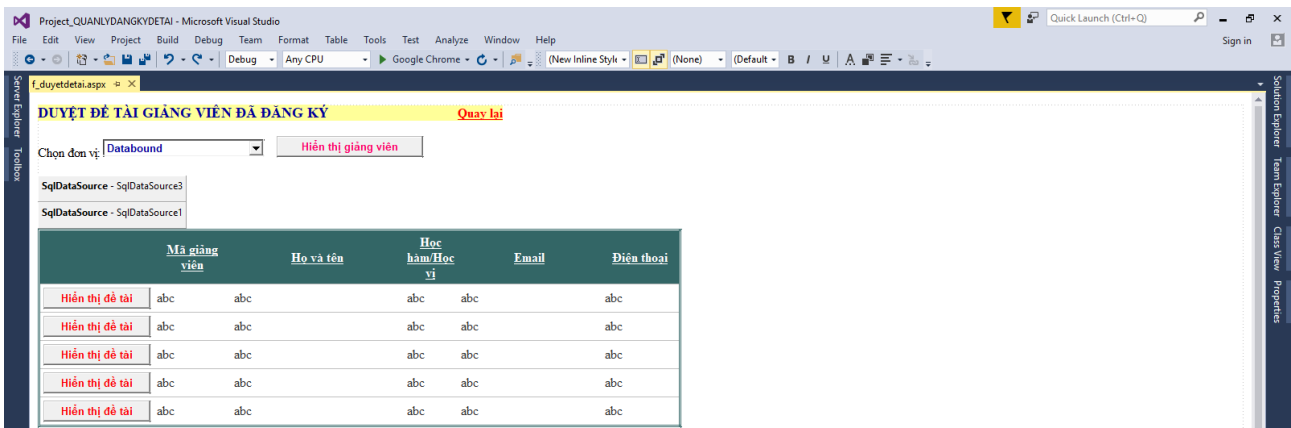 Project_QUANLYDANGKYDETAI - Microsoft Visual Studio
Quick Launch (Ctrl+Q)
File Edit View Project Build Debug Team Format Table Tools Test Analyze Window Help
Sign in
Debug Any CPU Google Chrome (New Inline Style (None) (Default B I U A
f_duyetdetai.aspx
Server Explorer
Toolbox
DUYỆT ĐỀ TÀI GIẢNG VIÊN ĐÃ ĐĂNG KÝ Quay lại
Chọn đơn vị: Databound Hiển thị giảng viên
SqlDataSource - SqlDataSource3
SqlDataSource - SqlDataSource1
Mã giảng viên Họ và tên Học hàm/Học vị Email Điện thoại
Hiển thị đề tài abc abc abc abc abc
Hiển thị đề tài abc abc abc abc abc
Hiển thị đề tài abc abc abc abc abc
Hiển thị đề tài abc abc abc abc abc
Hiển thị đề tài abc abc abc abc abc
Solution Explorer
Team Explorer
Class View
Properties